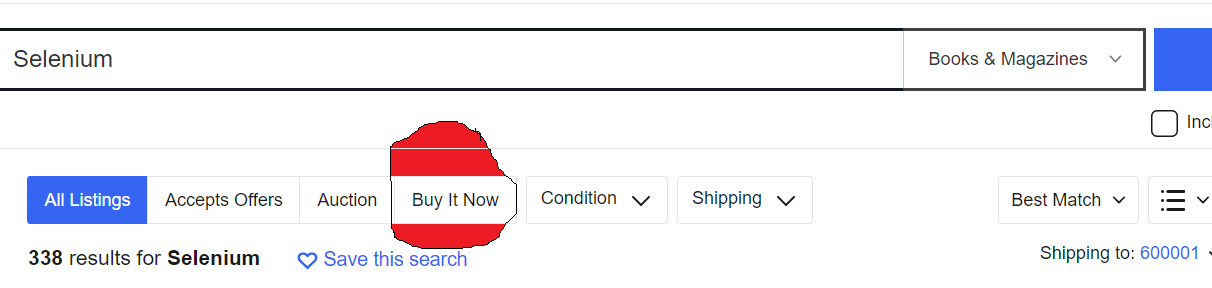 Selenium
Books & Magazines
Incl
All Listings
Accepts Offers
Auction
Buy It Now
Condition
Shipping
Best Match
338 results for Selenium
Save this search
Shipping to: 600001